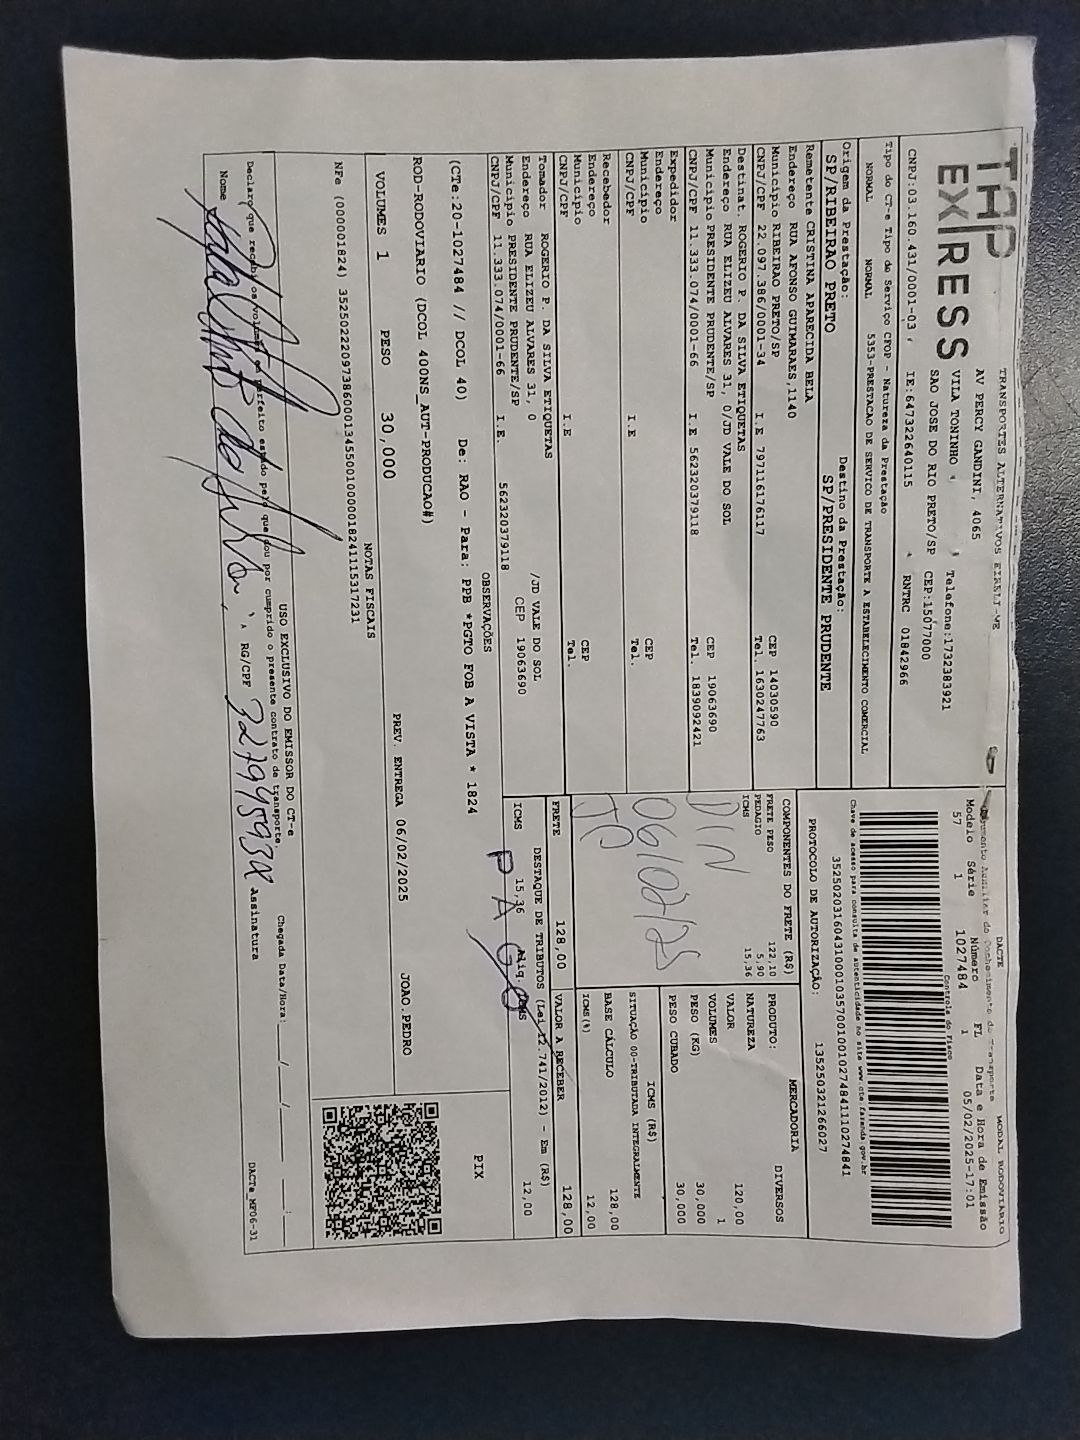 TAP
EXPRESS
TRANSPORTES ALTERNATIVOS EIRELI-ME
AV PERCY GANDINI, 4065
VILA TONINHO
Telefone:1732383921
SAO JOSE DO RIO PRETO/SP CEP:15077000
CNPJ:03.160.431/0001-03 IE:647322640115 RNTRC 01842966
DACTE
MODAL RODOVIÁRIO
Documento Auxiliar do Conhecimento de Transporte
Modelo Série Número FL Data e Hora de Emissão
57 1 1027484 1 05/02/2025-17:01
Controle do Fisco
Chave de acesso para consulta de autenticidade no site www.cte.fazenda.gov.br
35250203160431000103570010010274841110274841
PROTOCOLO DE AUTORIZAÇÃO: 135250321266027
Tipo do CT-e Tipo de Serviço CFOP - Natureza da Prestação
NORMAL NORMAL 5353-PRESTACAO DE SERVICO DE TRANSPORTE A ESTABELECIMENTO COMERCIAL
Origem da Prestação: Destino da Prestação:
SP/RIBEIRAO PRETO SP/PRESIDENTE PRUDENTE
Remetente CRISTINA APARECIDA BELA
Endereço RUA AFONSO GUIMARAES,1140
Município RIBEIRAO PRETO/SP CEP 14030590
CNPJ/CPF 22.097.386/0001-34 I.E 797116176117 Tel. 1630247763
Destinat. ROGERIO P. DA SILVA ETIQUETAS
Endereço RUA ELIZEU ALVARES 31, 0/JD VALE DO SOL
Município PRESIDENTE PRUDENTE/SP CEP 19063690
CNPJ/CPF 11.333.074/0001-66 I.E 562320379118 Tel. 1839092421
Expedidor
Endereço
Município CEP
CNPJ/CPF I.E Tel.
Recebedor
Endereço
Município CEP
CNPJ/CPF I.E Tel.
Tomador ROGERIO P. DA SILVA ETIQUETAS
Endereço RUA ELIZEU ALVARES 31, 0 /JD VALE DO SOL
Município PRESIDENTE PRUDENTE/SP CEP 19063690
CNPJ/CPF 11.333.074/0001-66 I.E. 562320379118
COMPONENTES DO FRETE (R$)
FRETE PESO 122,10
PEDAGIO 5,90
ICMS 15,36
DIN
06/02/25
MERCADORIA
PRODUTO: DIVERSOS
NATUREZA
VALOR 120,00
VOLUMES 1
PESO (KG) 30,000
PESO CUBADO 30,000
ICMS (R$)
SITUAÇÃO 00-TRIBUTADA INTEGRALMENTE
BASE CÁLCULO 128,00
ICMS(%) 12,00
FRETE 128,00 VALOR A RECEBER 128,00
DESTAQUE DE TRIBUTOS (Lei 12.741/2012) - Em (R$)
ICMS 15,36 Aliq. ICMS 12,00
PAGO
OBSERVAÇÕES
(CTe:20-1027484 // DCOL 40) De: RAO - Para: PPB *PGTO FOB A VISTA * 1824
PIX
ROD-RODOVIARIO (DCOL 400NS_AUT-PRODUCAO#)
VOLUMES 1 PESO 30,000 PREV. ENTREGA 06/02/2025 JOAO.PEDRO
NOTAS FISCAIS
NFe (000001824) 35250222097386000134550010000018241115317231
USO EXCLUSIVO DO EMISSOR DO CT-e
Declaro que recebi os volumes em perfeito estado pelo que dou por cumprido o presente contrato de transporte.
Chegada Data/Hora: __/__/__ __:__
Nome RG/CPF assinatura
DACTe_MF06-31